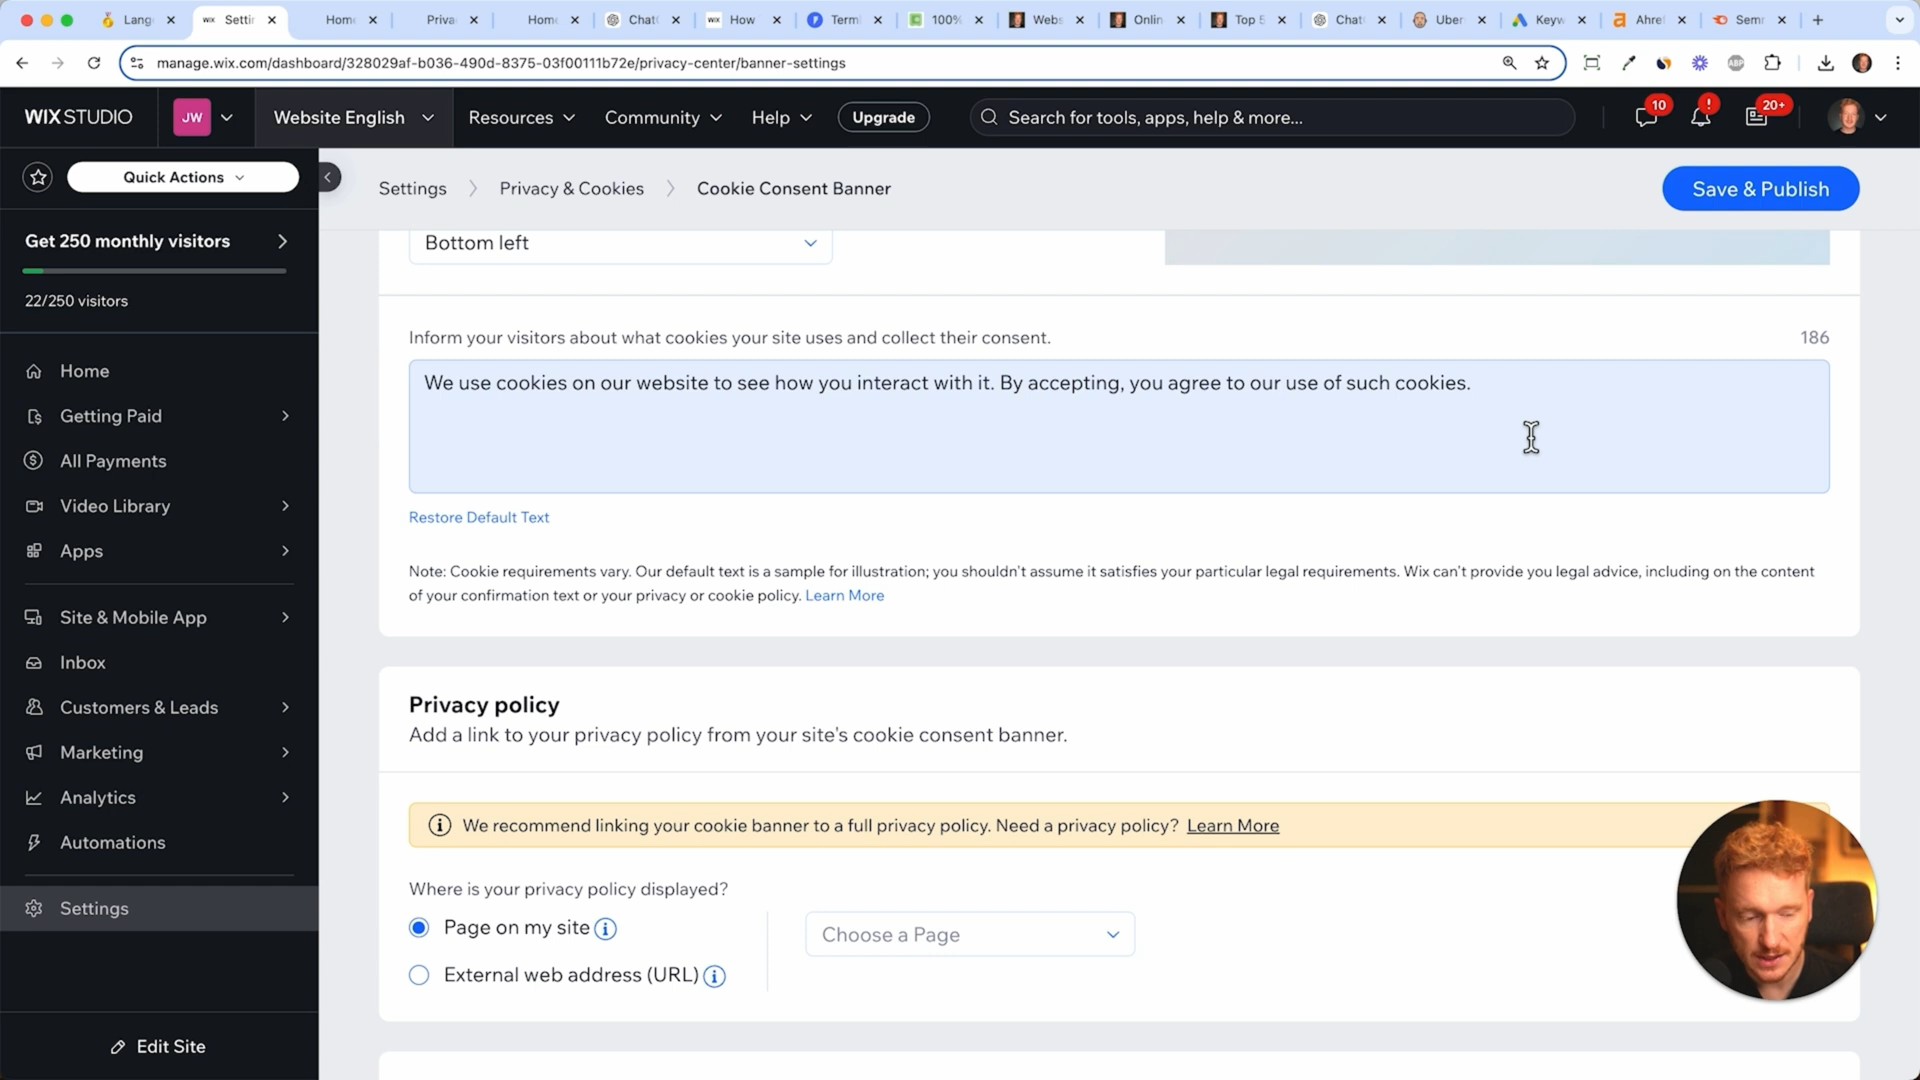 Lang
WIX Settin
Home
Priva
Home
Chat
WIX How
Term
100%
Webs
Onlin
Top 5
Chat
Uber
Keyw
Ahre
Sem
manage.wix.com/dashboard/328029af-b036-490d-8375-03f00111b72e/privacy-center/banner-settings
ABP
WIX STUDIO
JW
Website English
Resources
Community
Help
Upgrade
Search for tools, apps, help & more...
10
!
20+
Quick Actions
Settings
Privacy & Cookies
Cookie Consent Banner
Save & Publish
Get 250 monthly visitors
22/250 visitors
Home
Getting Paid
All Payments
Video Library
Apps
Site & Mobile App
Inbox
Customers & Leads
Marketing
Analytics
Automations
Settings
Edit Site
Bottom left
Inform your visitors about what cookies your site uses and collect their consent.
186
We use cookies on our website to see how you interact with it. By accepting, you agree to our use of such cookies.
Restore Default Text
Note: Cookie requirements vary. Our default text is a sample for illustration; you shouldn't assume it satisfies your particular legal requirements. Wix can't provide you legal advice, including on the content
of your confirmation text or your privacy or cookie policy. Learn More
Privacy policy
Add a link to your privacy policy from your site's cookie consent banner.
We recommend linking your cookie banner to a full privacy policy. Need a privacy policy? Learn More
Where is your privacy policy displayed?
Page on my site
Choose a Page
External web address (URL)